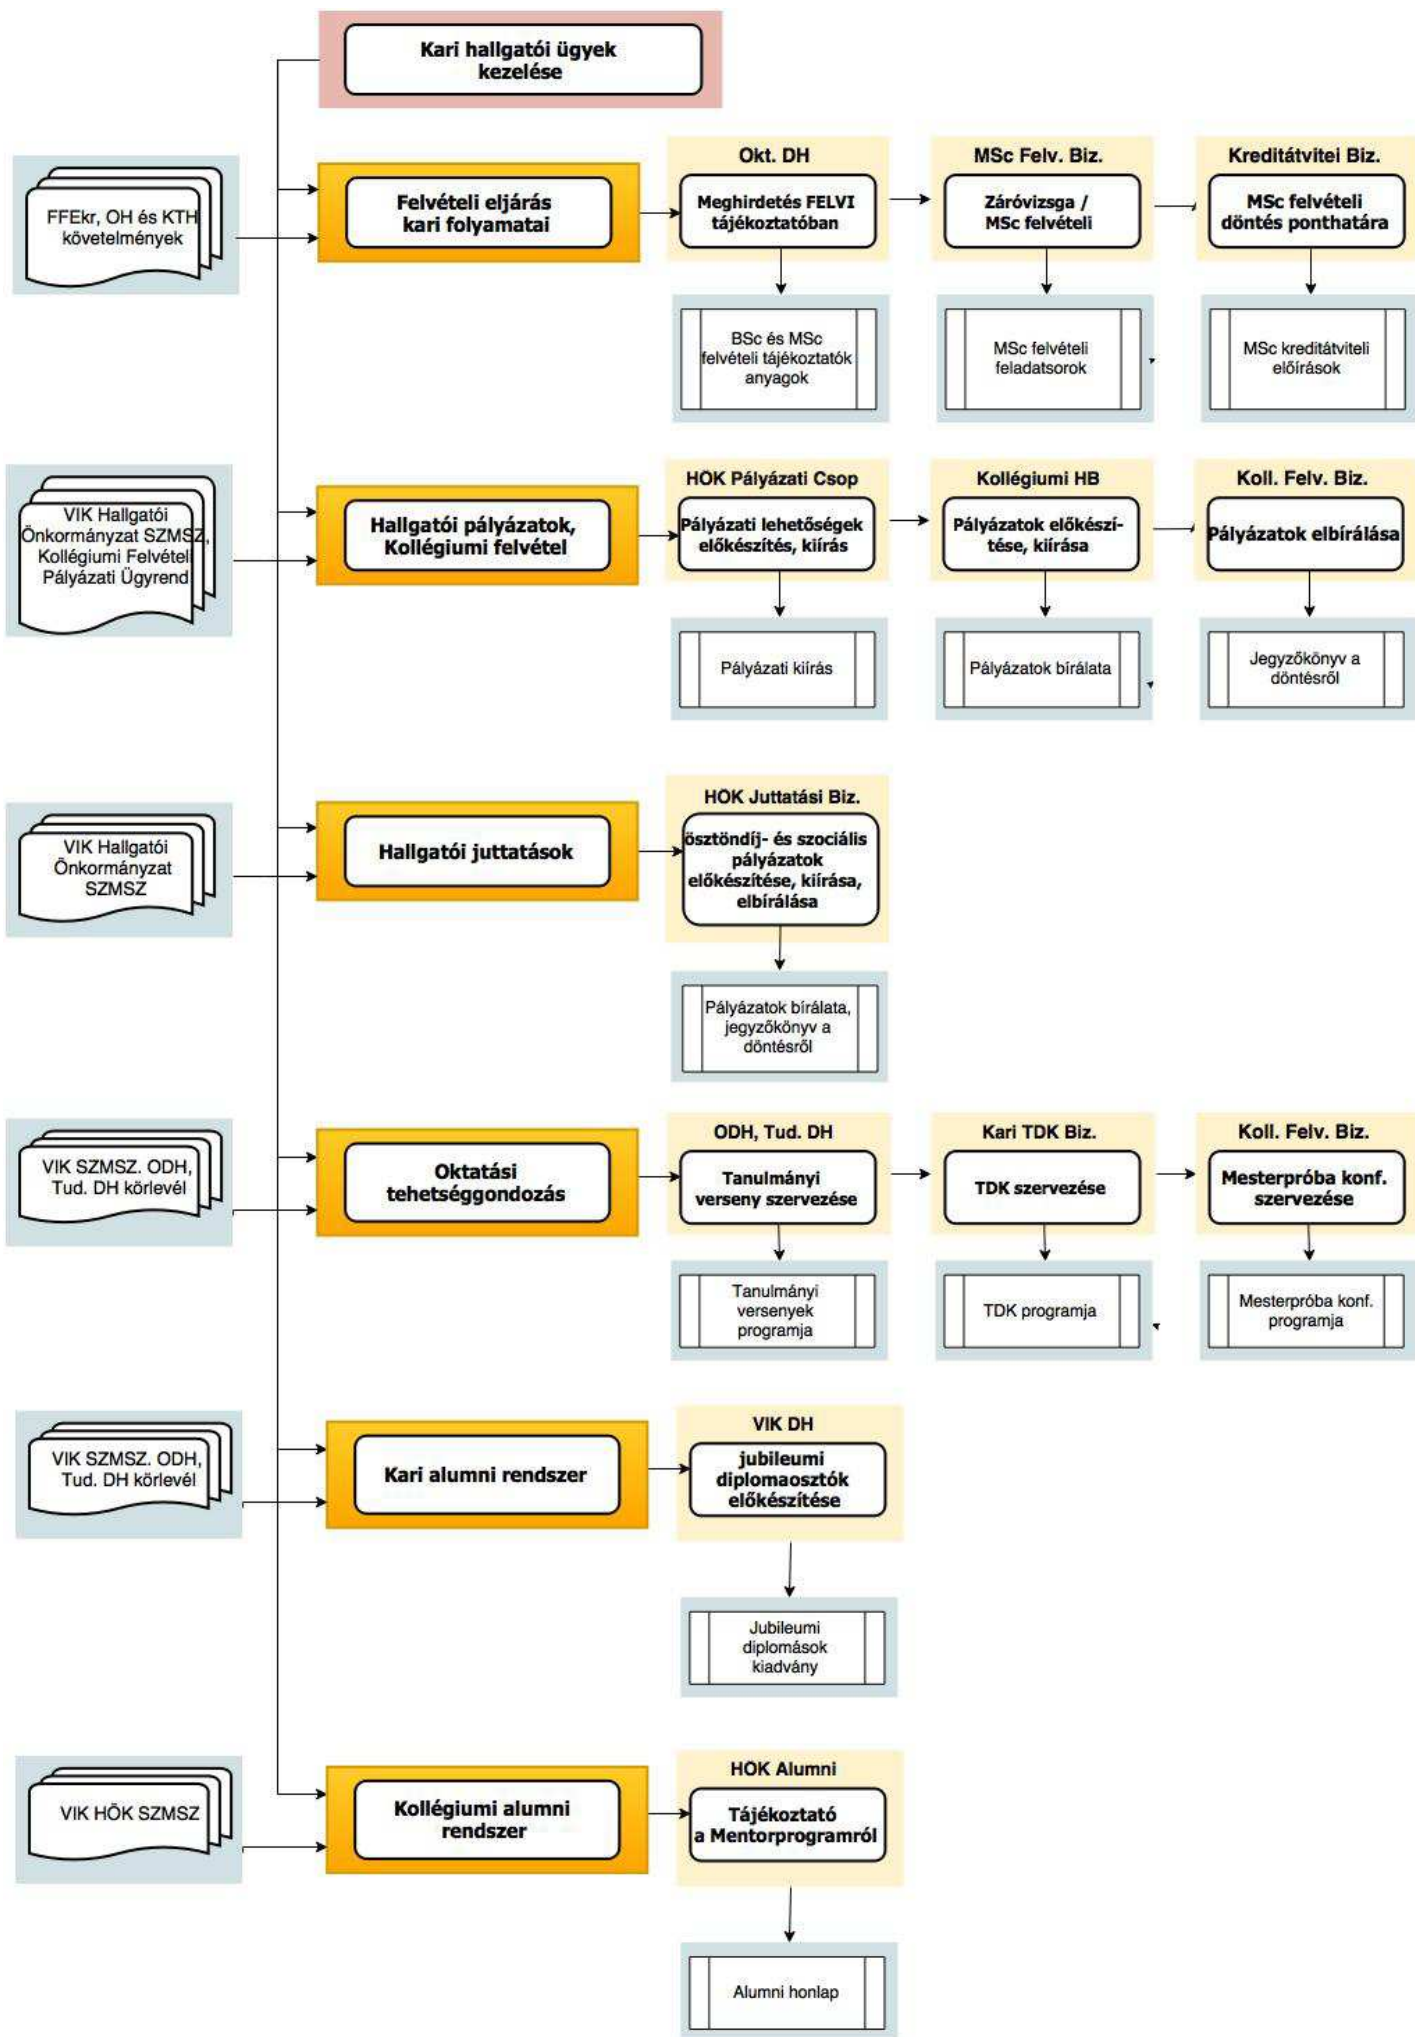 Kari hallgatói ügyek
kezelése
FFEkr, OH és KTH
követelmények
Felvételi eljárás
kari folyamatai
Okt. DH
Meghirdetés FELVI
tájékoztatóban
MSc Felv. Biz.
Záróvizsga /
MSc felvételi
Kreditátvitei Biz.
MSc felvételi
döntés ponthatára
BSc és MSc
felvételi tájékoztatók
anyagok
MSc felvételi
feladatsorok
MSc kreditátviteli
előírások
VIK Hallgatói
Önkormányzat SZMSZ,
Kollégiumi Felvételi
Pályázati Ügyrend
Hallgatói pályázatok,
Kollégiumi felvétel
HÖK Pályázati Csop
Pályázati lehetőségek
előkészítés, kiírás
Kollégiumi HB
Pályázatok előkészí-
tése, kiírása
Koll. Felv. Biz.
Pályázatok elbírálása
Pályázati kiírás
Pályázatok bírálata
Jegyzőkönyv a
döntésről
VIK Hallgatói
Önkormányzat
SZMSZ
Hallgatói juttatások
HÖK Juttatási Biz.
ösztöndíj- és szociális
pályázatok
előkészítése, kiírása,
elbírálása
Pályázatok bírálata,
jegyzőkönyv a
döntésről
VIK SZMSZ. ODH,
Tud. DH körlevél
Oktatási
tehetséggondozás
ODH, Tud. DH
Tanulmányi
verseny szervezése
Kari TDK Biz.
TDK szervezése
Koll. Felv. Biz.
Mesterpróba konf.
szervezése
Tanulmányi
versenyek
programja
TDK programja
Mesterpróba konf.
programja
VIK SZMSZ. ODH,
Tud. DH körlevél
Kari alumni rendszer
VIK DH
jubileumi
diplomaosztók
előkészítése
Jubileumi
diplomások
kiadvány
VIK HÖK SZMSZ
Kollégiumi alumni
rendszer
HÖK Alumni
Tájékoztató
a Mentorprogramról
Alumni honlap